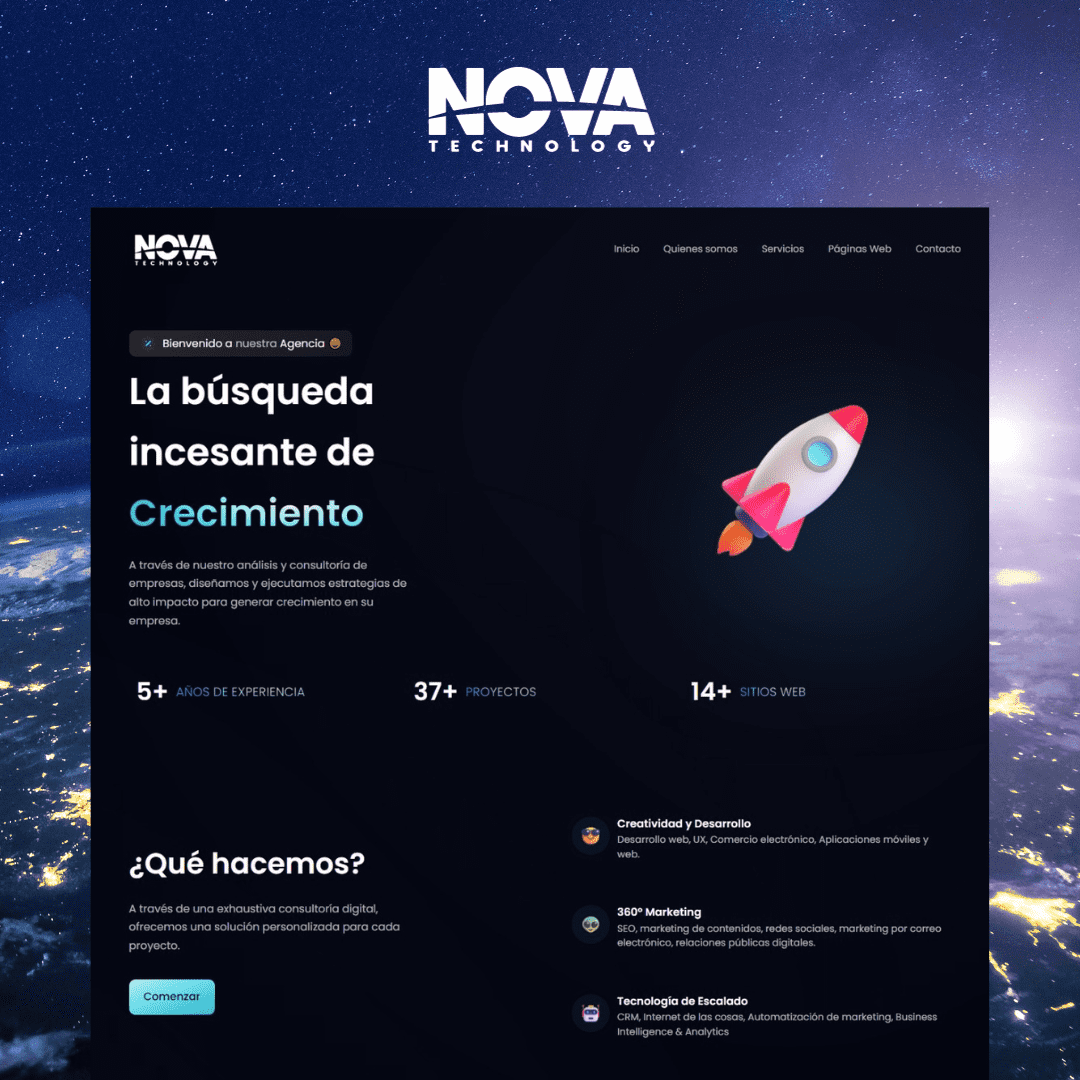 NOVA
TECHNOLOGY
NOVA
TECHNOLOGY
Inicio
Quienes somos
Servicios
Páginas Web
Contacto
Bienvenido a nuestra Agencia
La búsqueda
incesante de
Crecimiento
A través de nuestro análisis y consultoría de
empresas, diseñamos y ejecutamos estrategias de
alto impacto para generar crecimiento en su
empresa.
5+ AÑOS DE EXPERIENCIA
37+ PROYECTOS
14+ SITIOS WEB
¿Qué hacemos?
A través de una exhaustiva consultoría digital,
ofrecemos una solución personalizada para cada
proyecto.
Comenzar
Creatividad y Desarrollo
Desarrollo web, UX, Comercio electrónico, Aplicaciones móviles y
web.
360º Marketing
SEO, marketing de contenidos, redes sociales, marketing por correo
electrónico, relaciones públicas digitales.
Tecnología de Escalado
CRM, Internet de las cosas, Automatización de marketing, Business
Intelligence & Analytics